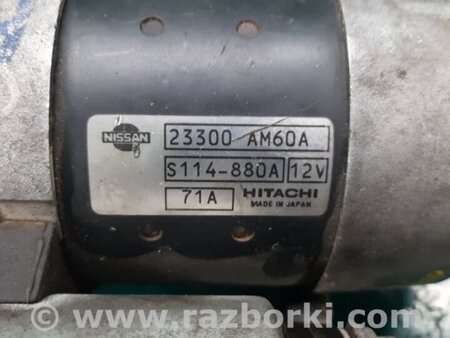 NISSAN
23300 AM60A
S114-880A 12V
71A HITACHI
MADE IN JAPAN
www.razborki.com